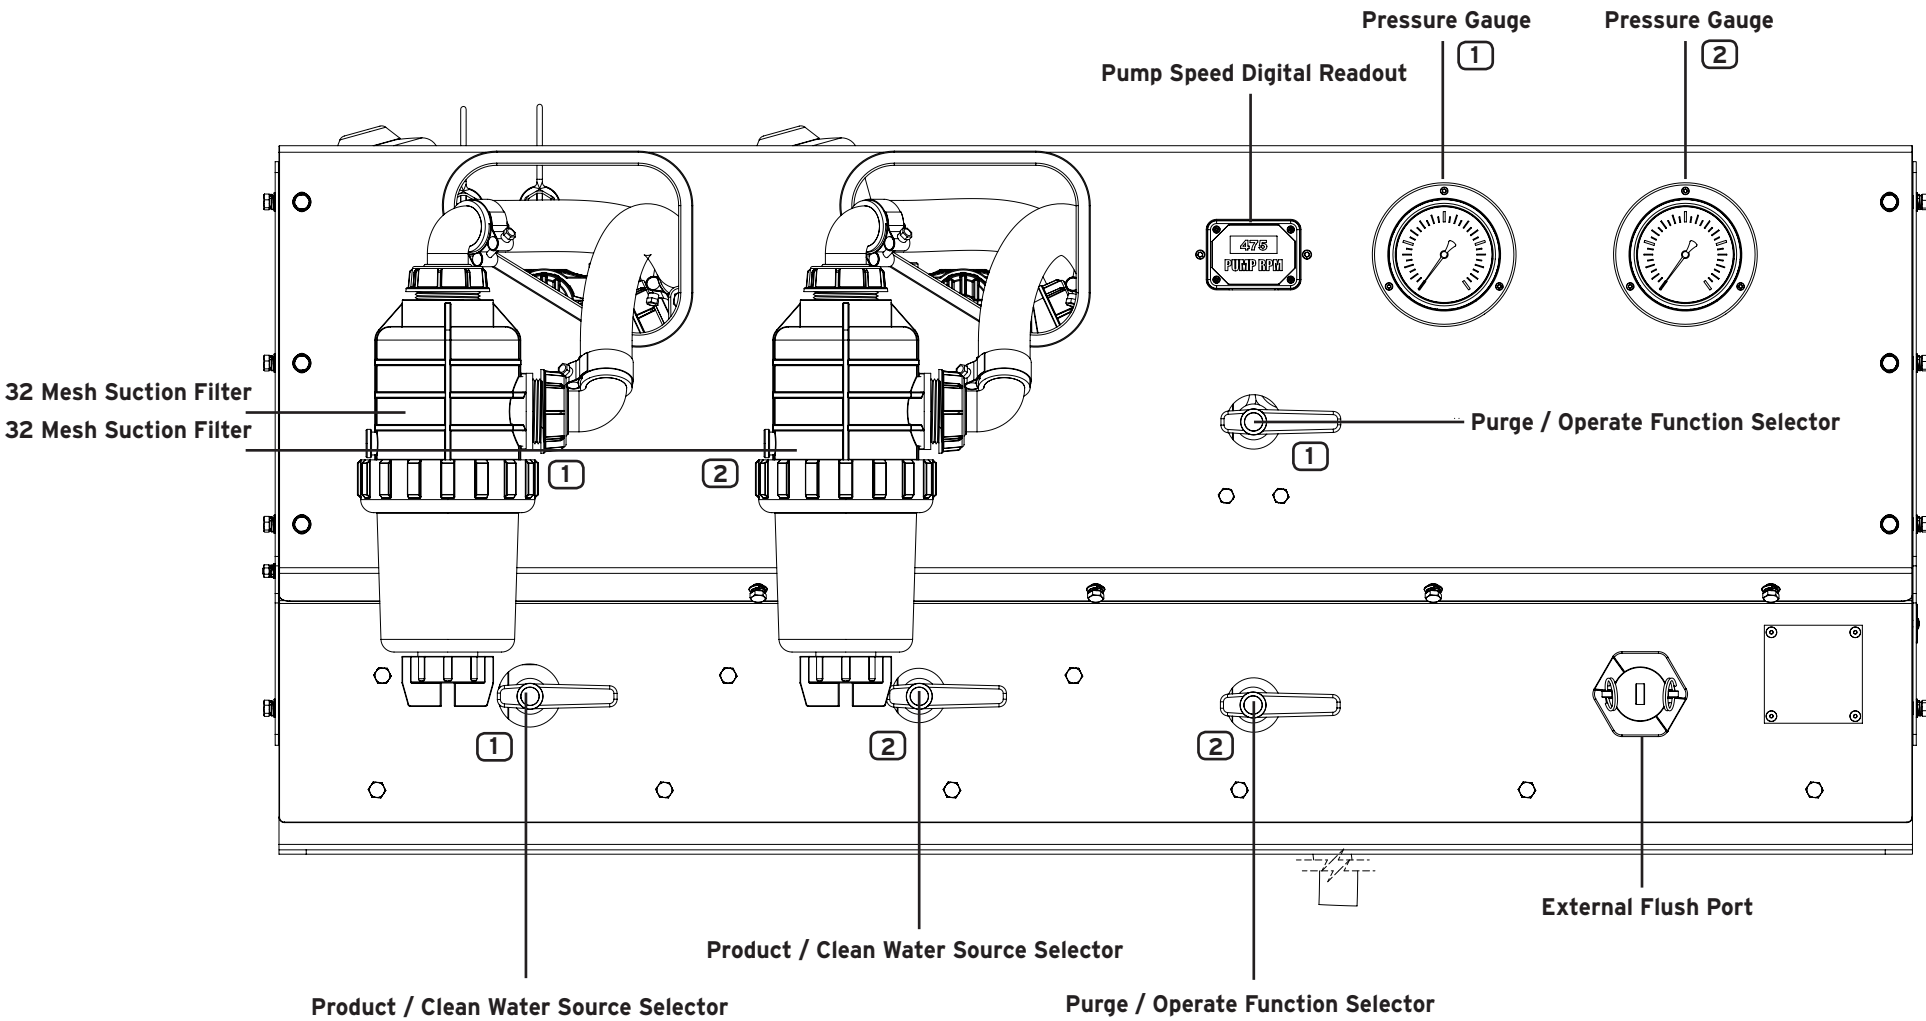 Pressure Gauge
1
Pressure Gauge
2
Pump Speed Digital Readout
475
PUMP RPM
32 Mesh Suction Filter
32 Mesh Suction Filter
1
2
Purge / Operate Function Selector
1
1
2
2
External Flush Port
Product / Clean Water Source Selector
Product / Clean Water Source Selector
Purge / Operate Function Selector